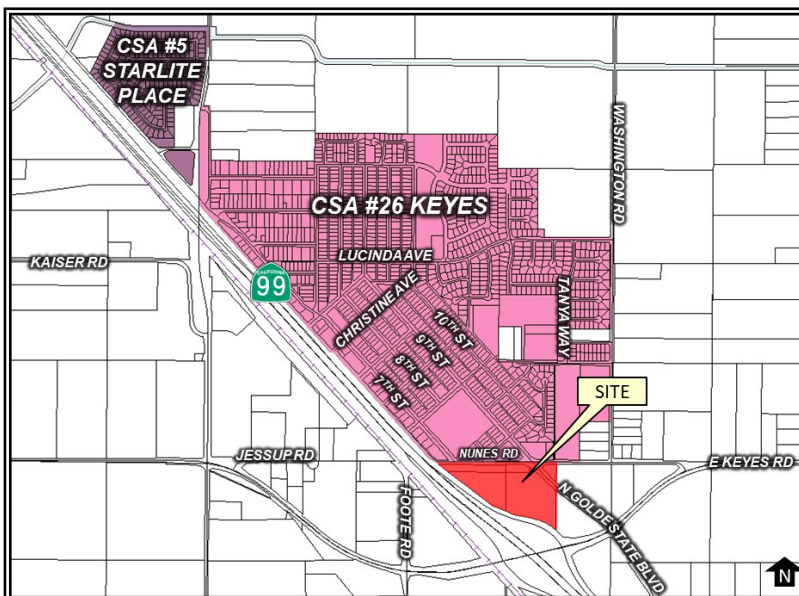 CSA #5
STARLITE
PLACE
WASHINGTON RD
CSA #26 KEYES
LUCINDA AVE
KAISER RD
CALIFORNIA
99
CHRISTINE AVE
TANYA WAY
10TH ST
9TH ST
8TH ST
7TH ST
SITE
NUNES RD
JESSUP RD
E KEYES RD
FOOTE RD
N GOLDE STATE BLVD
N